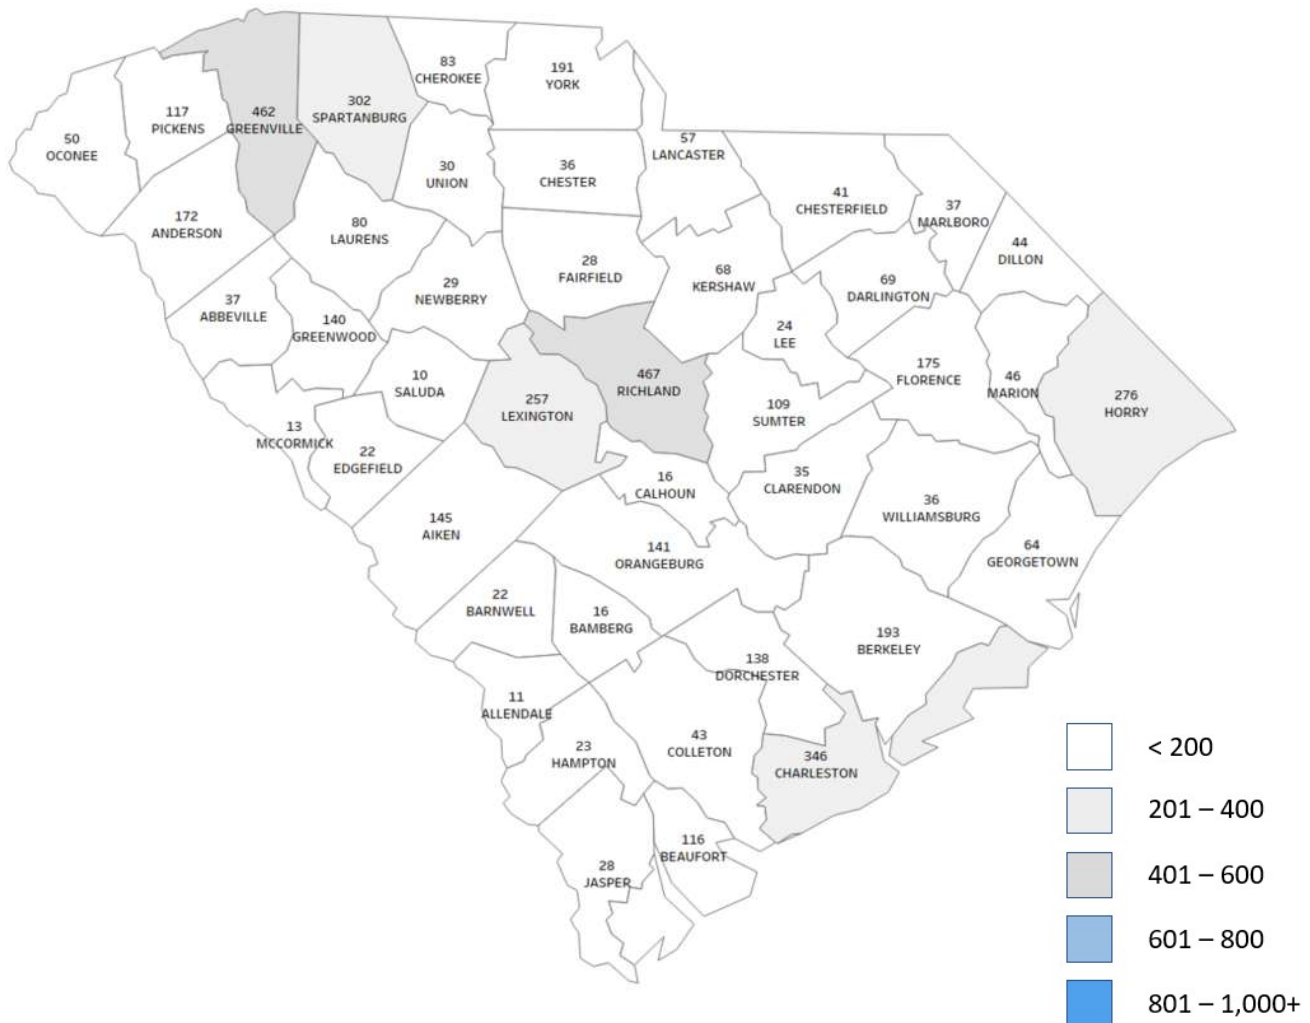 83
CHEROKEE
191
YORK
302
SPARTANBURG
462
GREENVILLE
117
PICKENS
50
OCONEE
57
LANCASTER
30
UNION
36
CHESTER
41
CHESTERFIELD
37
MARLBORO
172
ANDERSON
80
LAURENS
44
DILLON
28
FAIRFIELD
68
KERSHAW
69
DARLINGTON
29
NEWBERRY
37
ABBEVILLE
140
GREENWOOD
24
LEE
10
SALUDA
467
RICHLAND
175
FLORENCE
46
MARION
257
LEXINGTON
276
HORRY
109
SUMTER
13
MCCORMICK
22
EDGEFIELD
16
CALHOUN
35
CLARENDON
36
WILLIAMSBURG
145
AIKEN
141
ORANGEBURG
64
GEORGETOWN
22
BARNWELL
16
BAMBERG
193
BERKELEY
138
DORCHESTER
11
ALLENDALE
43
COLLETON
23
HAMPTON
346
CHARLESTON
116
BEAUFORT
28
JASPER
< 200
201 – 400
401 – 600
601 – 800
801 – 1,000+